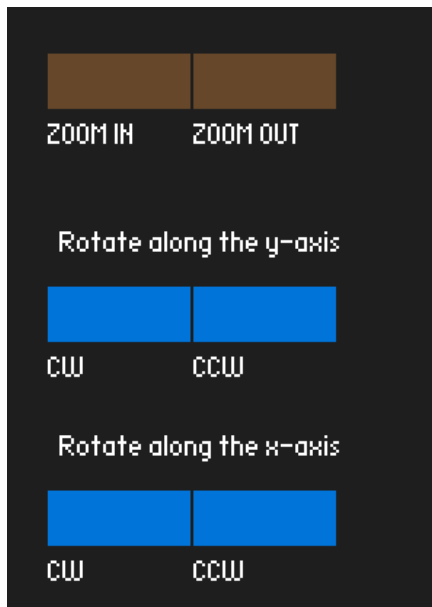 ZOOM IN ZOOM OUT
Rotate along the y-axis
CW CCW
Rotate along the x-axis
CW CCW